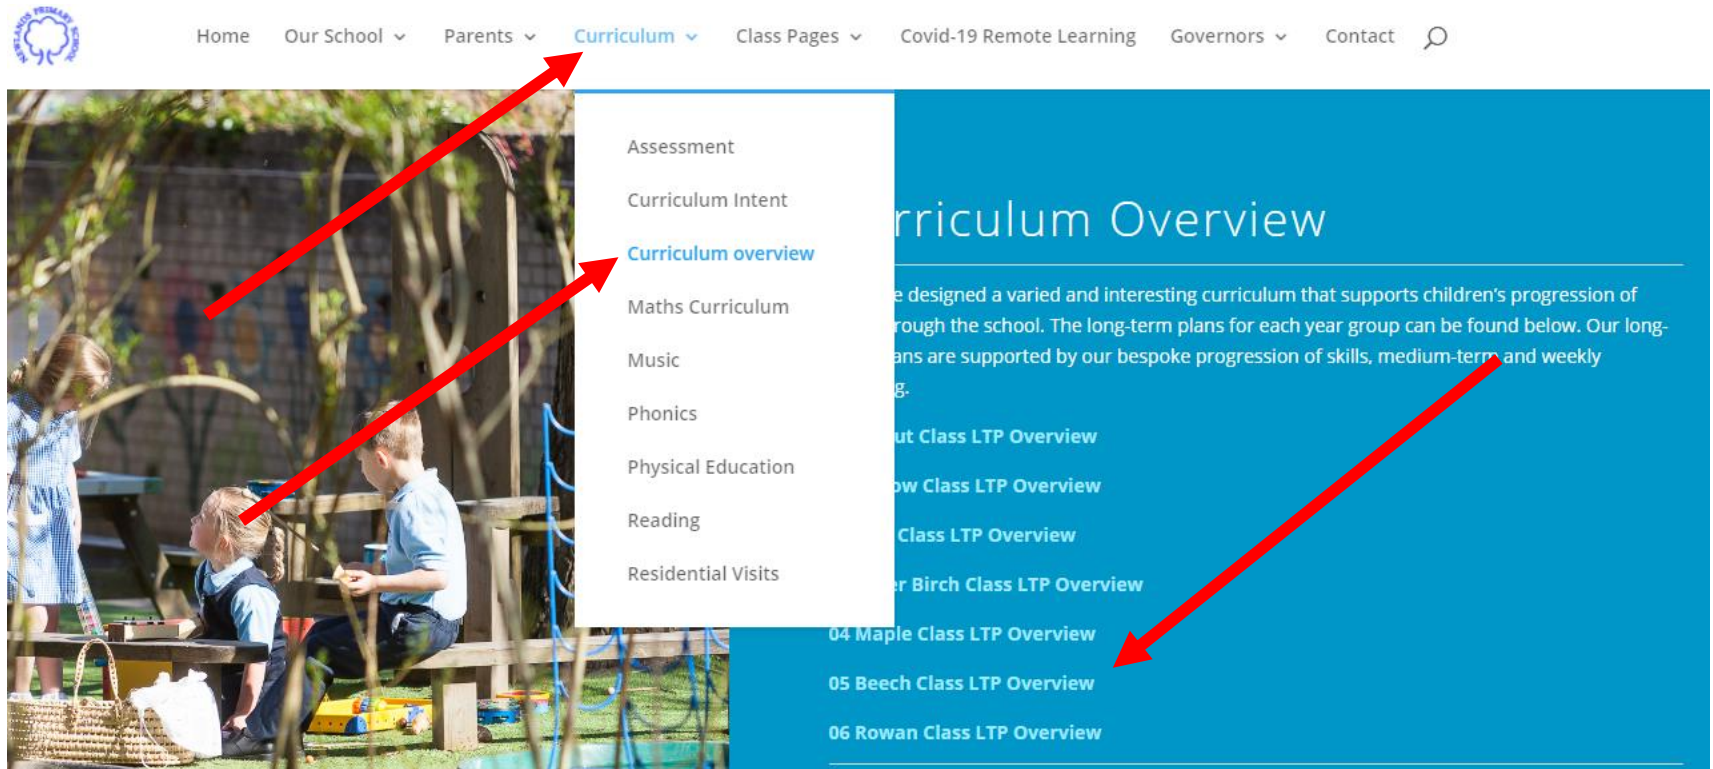 NEWLANDS PRIMARY SCHOOL
Home Our School Parents Curriculum Class Pages Covid-19 Remote Learning Governors Contact
Assessment
Curriculum Intent
Curriculum overview
Maths Curriculum
Music
Phonics
Physical Education
Reading
Residential Visits
rriculum Overview
e designed a varied and interesting curriculum that supports children's progression of
rough the school. The long-term plans for each year group can be found below. Our long-
ans are supported by our bespoke progression of skills, medium-term and weekly
g.
ut Class LTP Overview
ow Class LTP Overview
Class LTP Overview
er Birch Class LTP Overview
04 Maple Class LTP Overview
05 Beech Class LTP Overview
06 Rowan Class LTP Overview